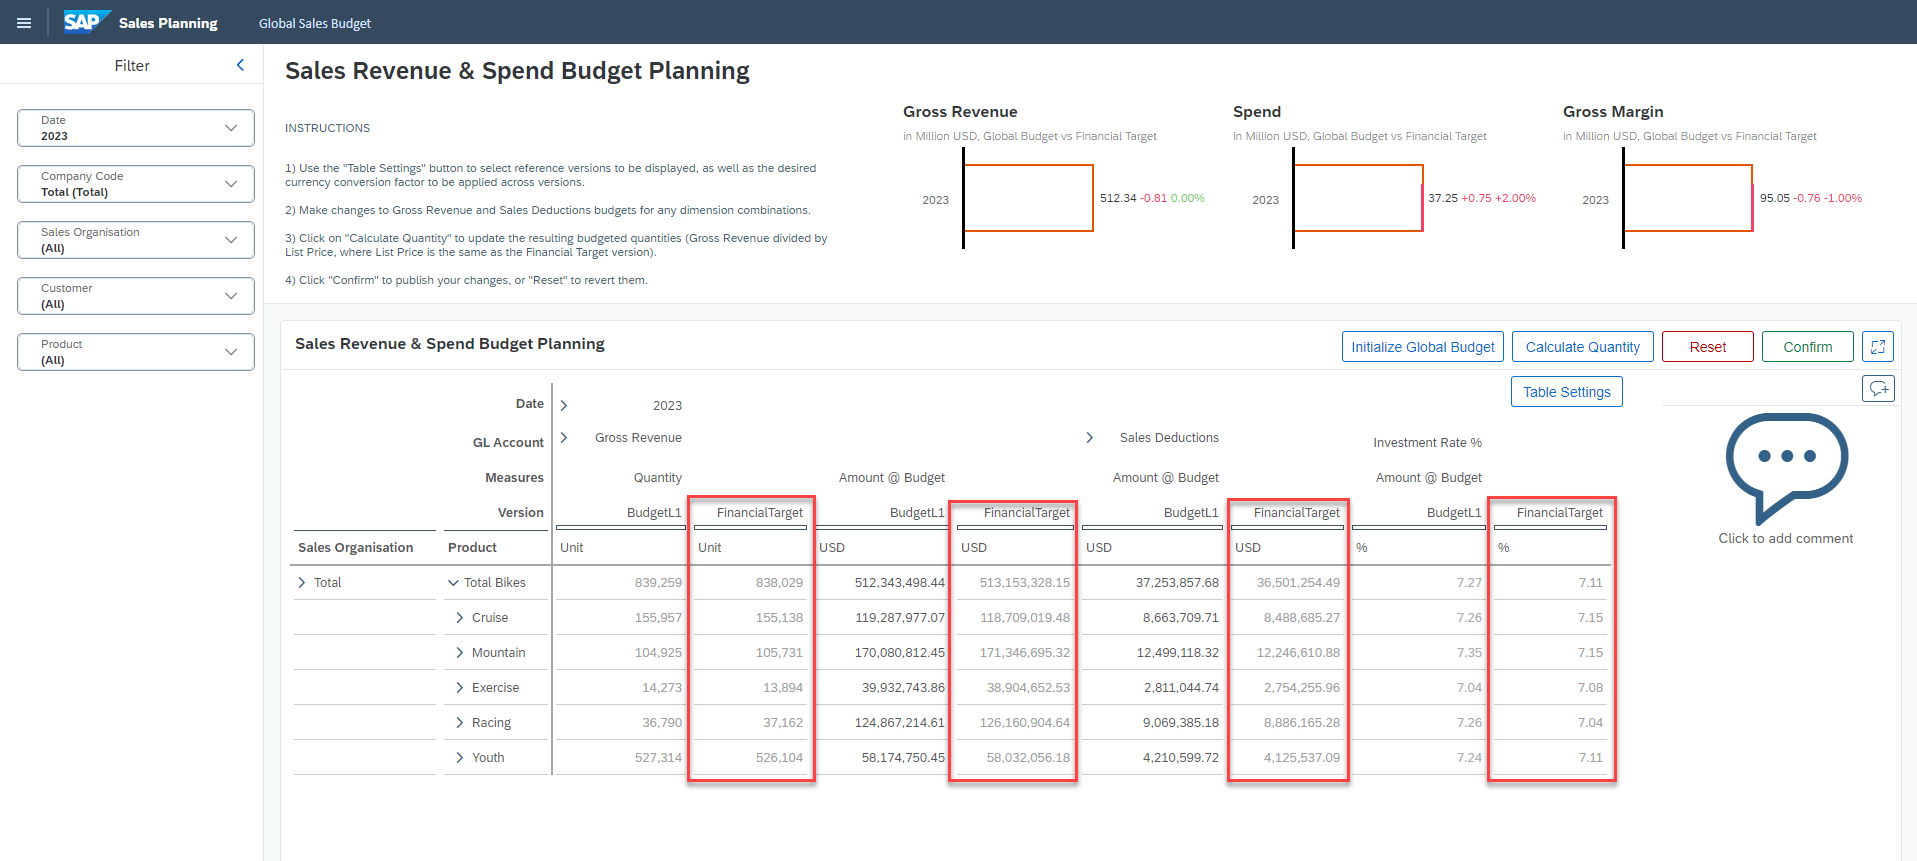 SAP Sales Planning Global Sales Budget
Filter
Date
2023
Company Code
Total (Total)
Sales Organisation
(All)
Customer
(All)
Product
(All)
Sales Revenue & Spend Budget Planning
INSTRUCTIONS
1) Use the "Table Settings" button to select reference versions to be displayed, as well as the desired
currency conversion factor to be applied across versions.
2) Make changes to Gross Revenue and Sales Deductions budgets for any dimension combinations.
3) Click on "Calculate Quantity" to update the resulting budgeted quantities (Gross Revenue divided by
List Price, where List Price is the same as the Financial Target version).
4) Click "Confirm" to publish your changes, or "Reset" to revert them.
Gross Revenue
in Million USD, Global Budget vs Financial Target
2023 512.34 -0.81 0.00%
Spend
in Million USD, Global Budget vs Financial Target
2023 37.25 +0.75 +2.00%
Gross Margin
in Million USD, Global Budget vs Financial Target
2023 95.05 -0.76 -1.00%
Sales Revenue & Spend Budget Planning
Initialize Global Budget Calculate Quantity Reset Confirm
Table Settings
Date 2023
GL Account Gross Revenue Sales Deductions Investment Rate %
Measures Quantity Amount @ Budget Amount @ Budget Amount @ Budget
Version BudgetL1 FinancialTarget BudgetL1 FinancialTarget BudgetL1 FinancialTarget BudgetL1 FinancialTarget
Sales Organisation Product Unit Unit USD USD USD USD % %
Total Total Bikes 839,259 838,029 512,343,498.44 513,153,328.15 37,253,857.68 36,501,254.49 7.27 7.11
Cruise 155,957 155,138 119,287,977.07 118,709,019.48 8,663,709.71 8,488,685.27 7.26 7.15
Mountain 104,925 105,731 170,080,812.45 171,346,695.32 12,499,118.32 12,246,610.88 7.35 7.15
Exercise 14,273 13,894 39,932,743.86 38,904,652.53 2,811,044.74 2,754,255.96 7.04 7.08
Racing 36,790 37,162 124,867,214.61 126,160,904.64 9,069,385.18 8,886,165.28 7.26 7.04
Youth 527,314 526,104 58,174,750.45 58,032,056.18 4,210,599.72 4,125,537.09 7.24 7.11
Click to add comment